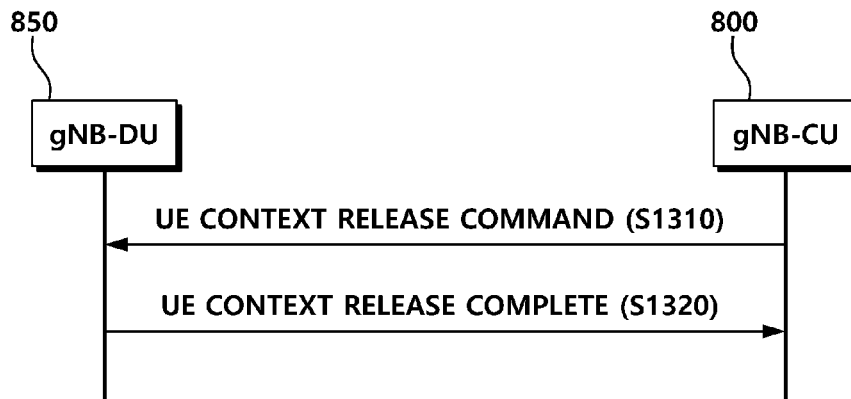 850
800
gNB-DU
gNB-CU
UE CONTEXT RELEASE COMMAND (S1310)
UE CONTEXT RELEASE COMPLETE (S1320)